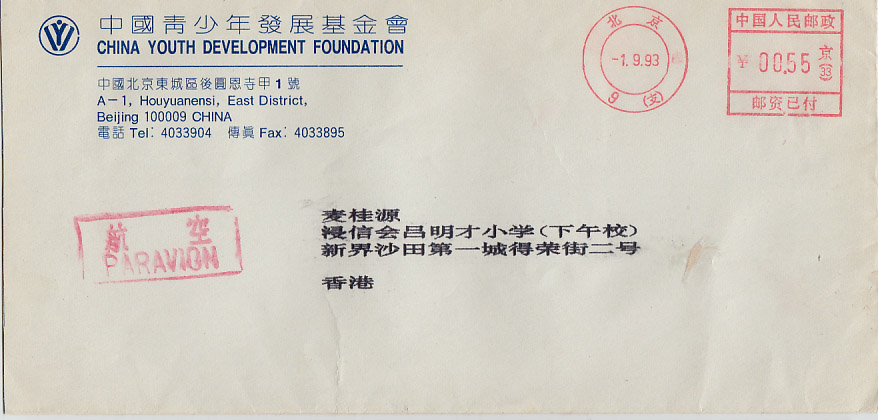 中國青少年發展基金會
CHINA YOUTH DEVELOPMENT FOUNDATION
中國北京東城區後圓恩寺甲1號
A-1, Houyuanensi, East District,
Beijing 100009 CHINA
電話 Tel: 4033904 傳眞 Fax: 4033895
北京
-1.9.93
9 (支)
中国人民邮政
¥ 00.55 京(33)
邮资已付
航空
PARAVION
麦桂源
浸信会吕明才小学(下午校)
新界沙田第一城得荣街二号
香港